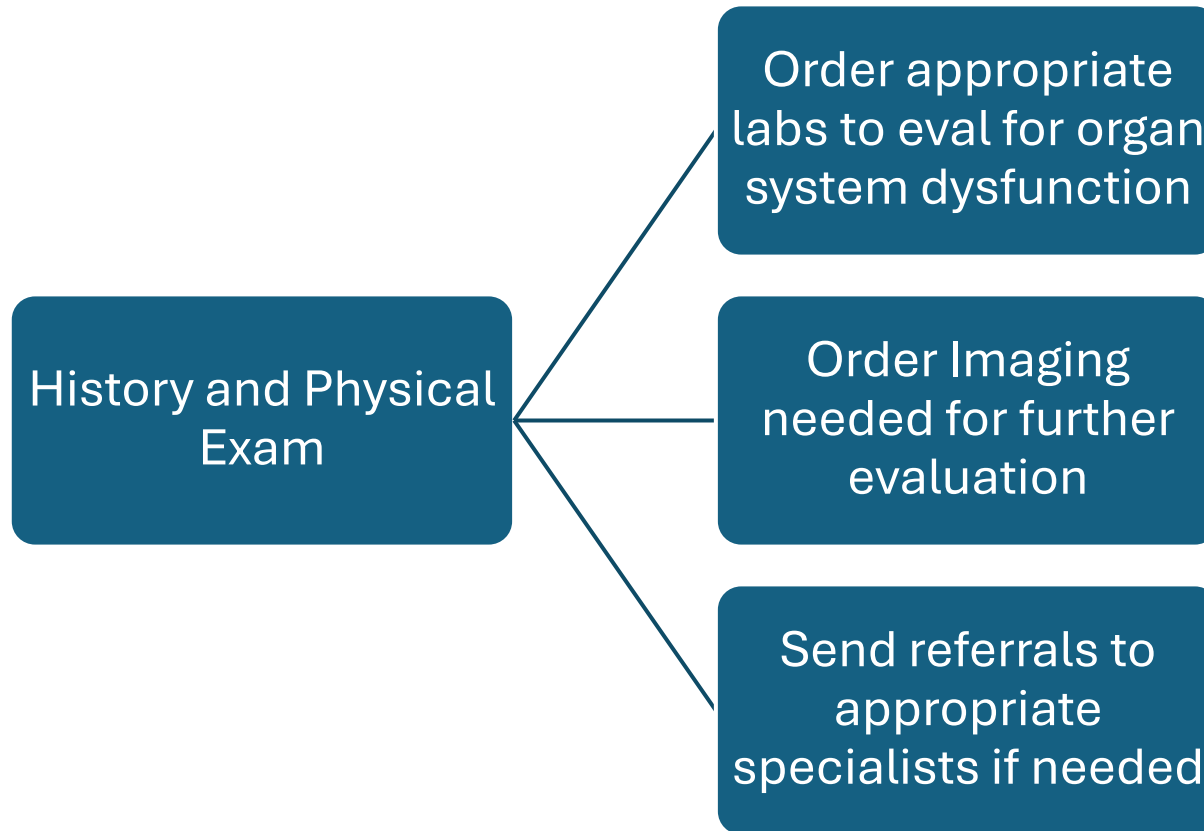 Order appropriate
labs to eval for organ
system dysfunction
History and Physical
Exam
Order Imaging
needed for further
evaluation
Send referrals to
appropriate
specialists if needed